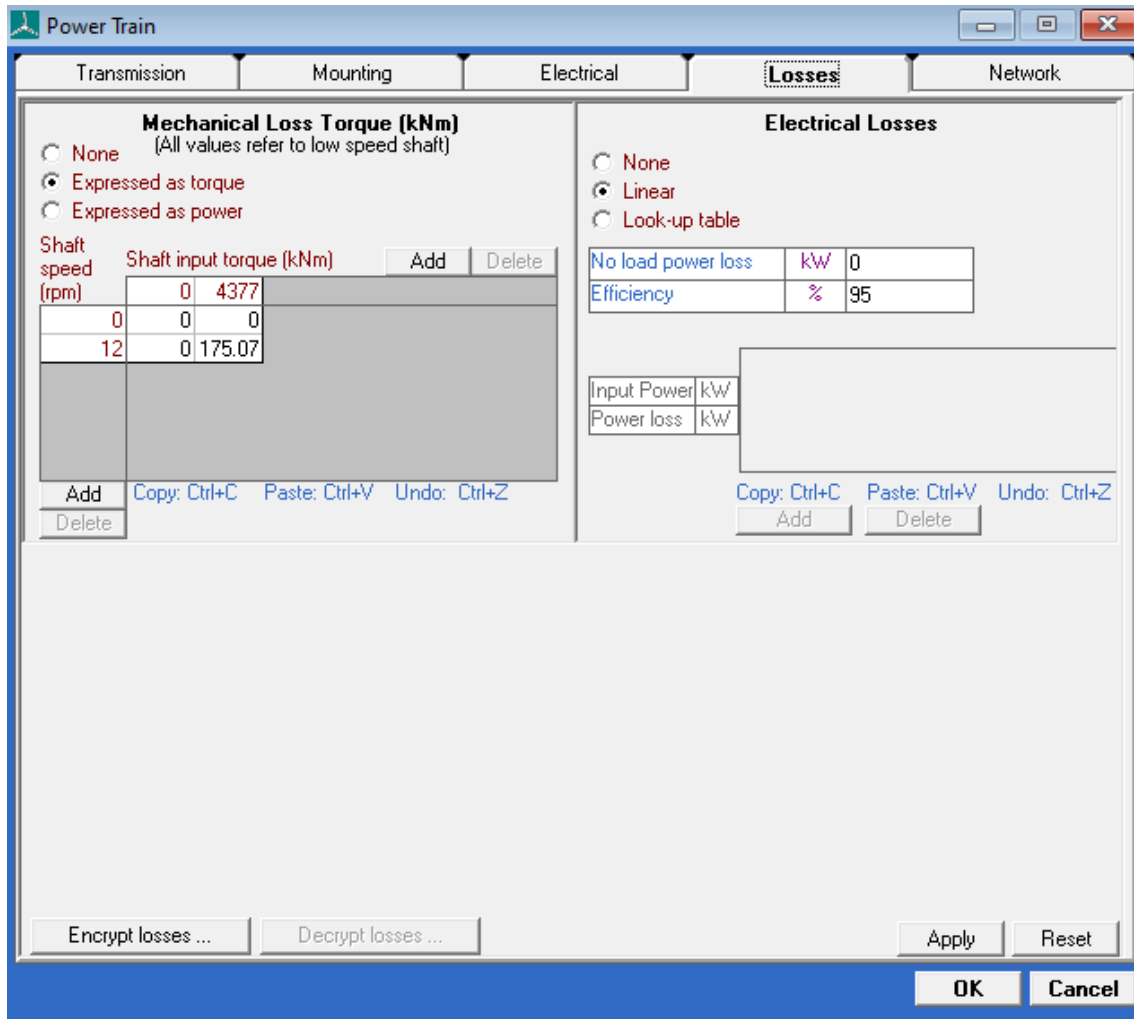 Power Train
Transmission Mounting Electrical Losses Network
Mechanical Loss Torque (kNm)
(All values refer to low speed shaft)
None
Expressed as torque
Expressed as power
Shaft
speed
(rpm)
Shaft input torque (kNm) Add Delete
0 4377
0 0 0
12 0 175.07
Add Copy: Ctrl+C Paste: Ctrl+V Undo: Ctrl+Z
Delete
Electrical Losses
None
Linear
Look-up table
No load power loss kW 0
Efficiency % 95
Input Power kW
Power loss kW
Copy: Ctrl+C Paste: Ctrl+V Undo: Ctrl+Z
Add Delete
Encrypt losses ... Decrypt losses ... Apply Reset
OK Cancel